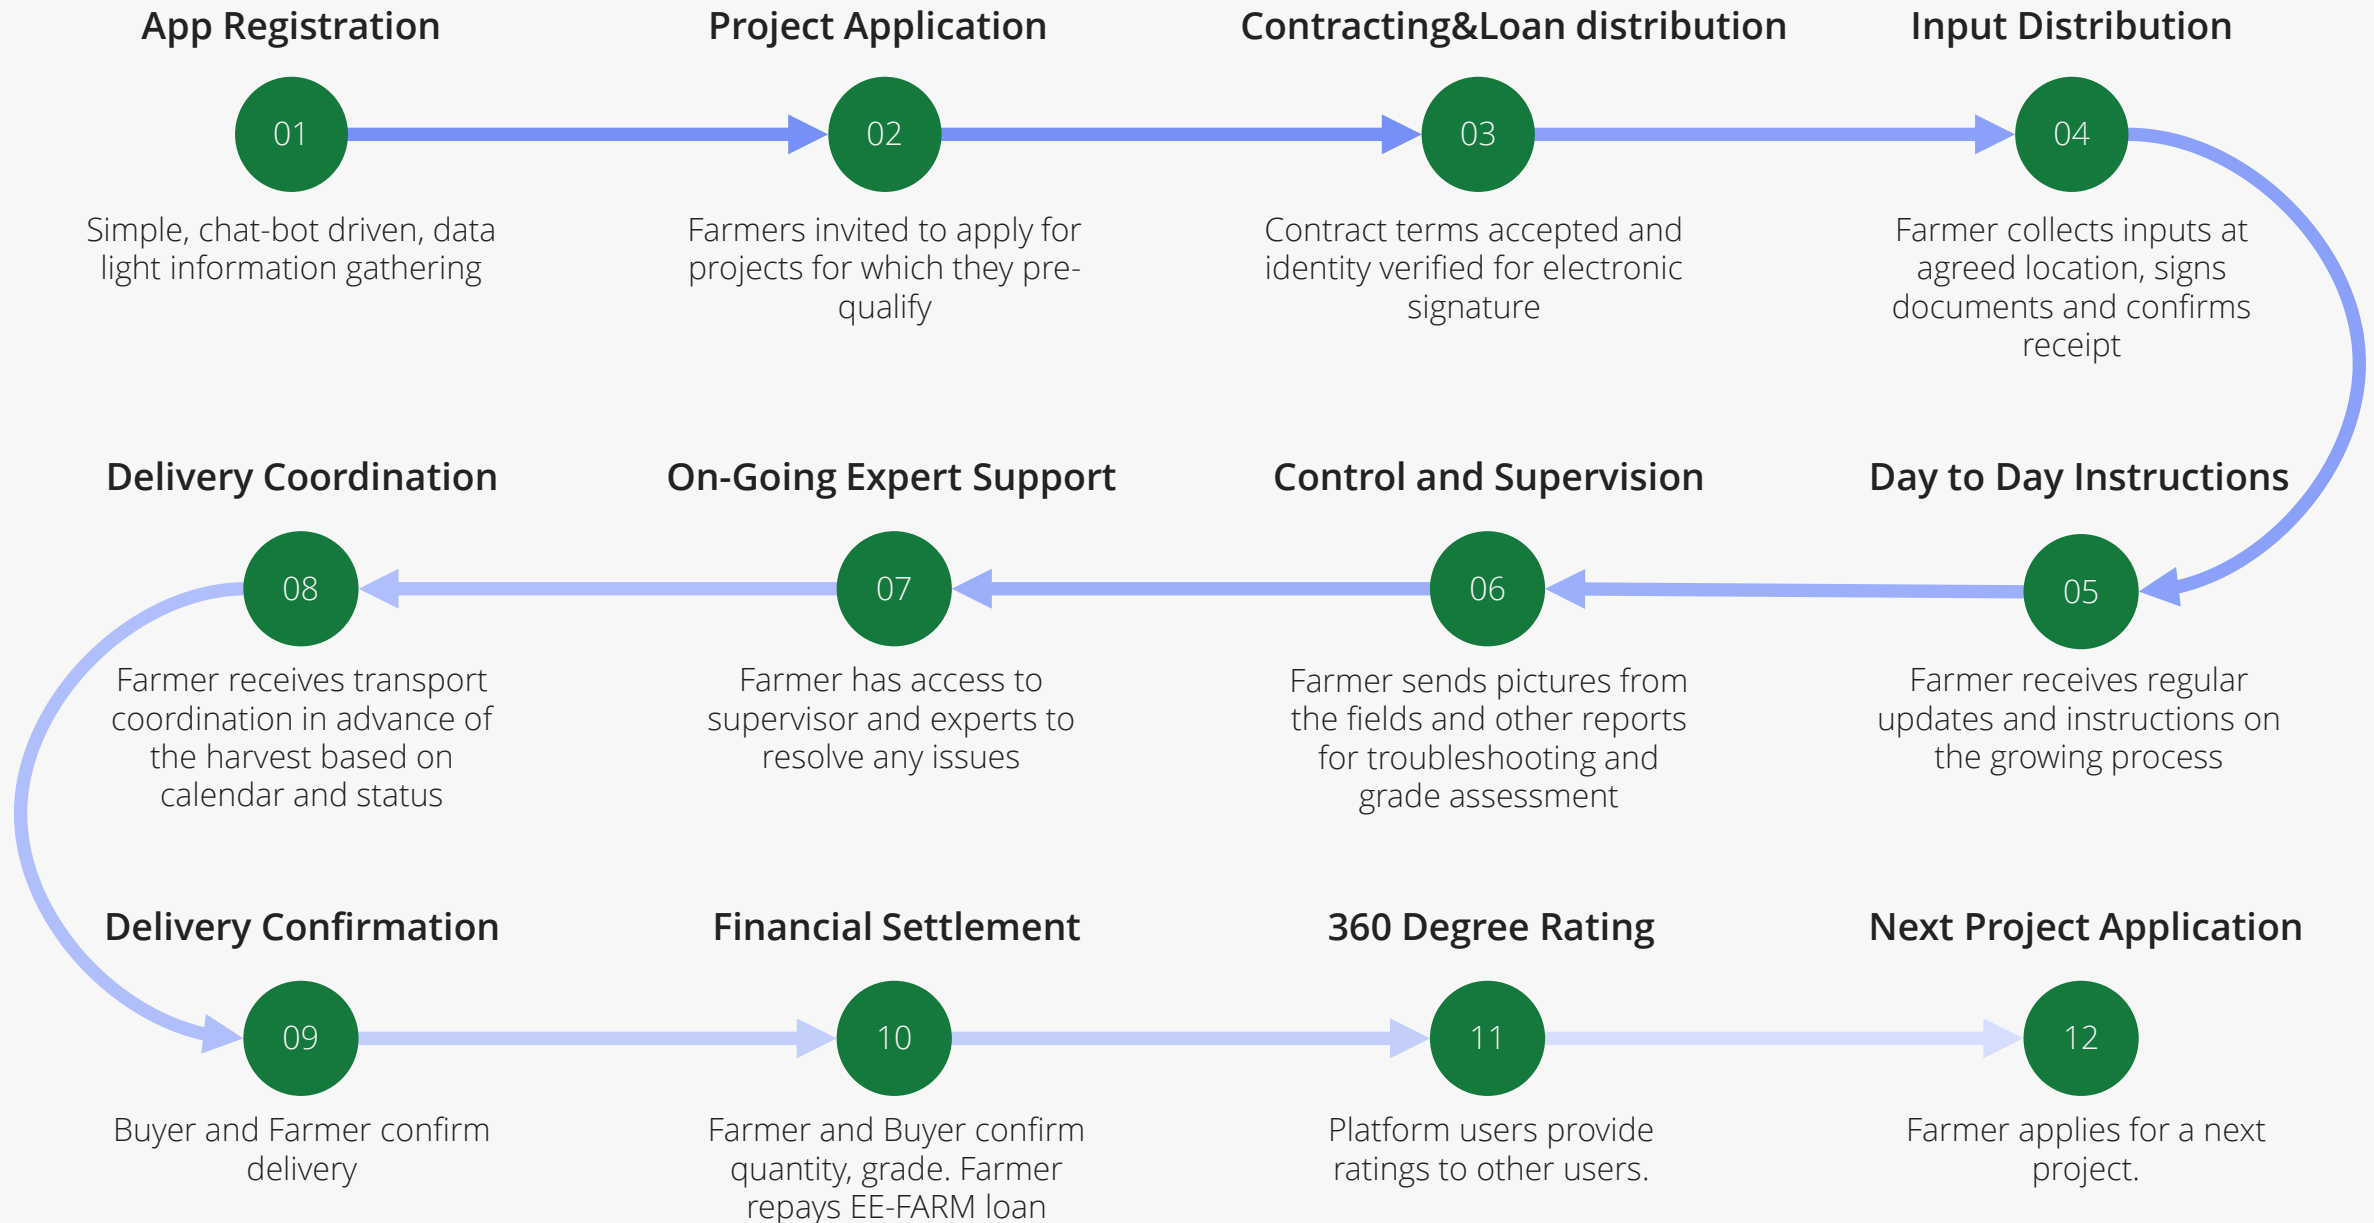 App Registration
01
Simple, chat-bot driven, data
light information gathering
Project Application
02
Farmers invited to apply for
projects for which they pre-
qualify
Contracting&Loan distribution
03
Contract terms accepted and
identity verified for electronic
signature
Input Distribution
04
Farmer collects inputs at
agreed location, signs
documents and confirms
receipt
Day to Day Instructions
05
Farmer receives regular
updates and instructions on
the growing process
Control and Supervision
06
Farmer sends pictures from
the fields and other reports
for troubleshooting and
grade assessment
On-Going Expert Support
07
Farmer has access to
supervisor and experts to
resolve any issues
Delivery Coordination
08
Farmer receives transport
coordination in advance of
the harvest based on
calendar and status
Delivery Confirmation
09
Buyer and Farmer confirm
delivery
Financial Settlement
10
Farmer and Buyer confirm
quantity, grade. Farmer
repays EE-FARM loan
360 Degree Rating
11
Platform users provide
ratings to other users.
Next Project Application
12
Farmer applies for a next
project.